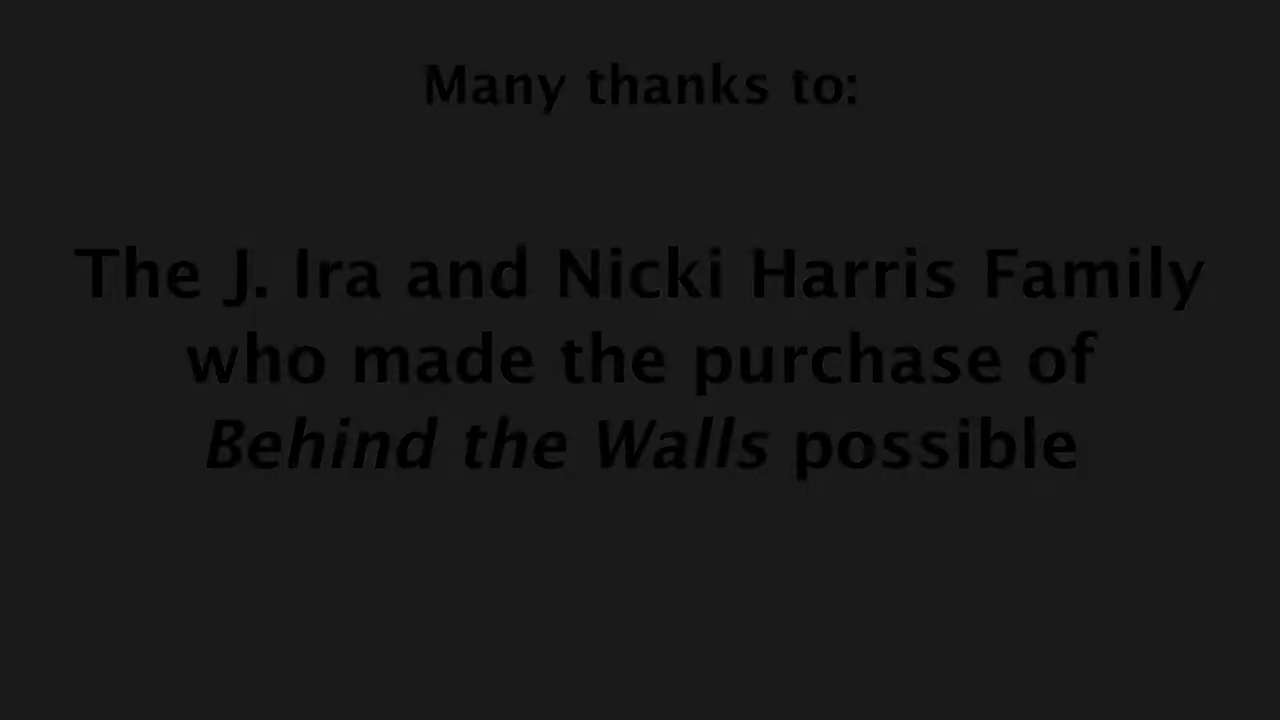 Many thanks to:
The J. Ira and Nicki Harris Family
who made the purchase of
Behind the Walls possible